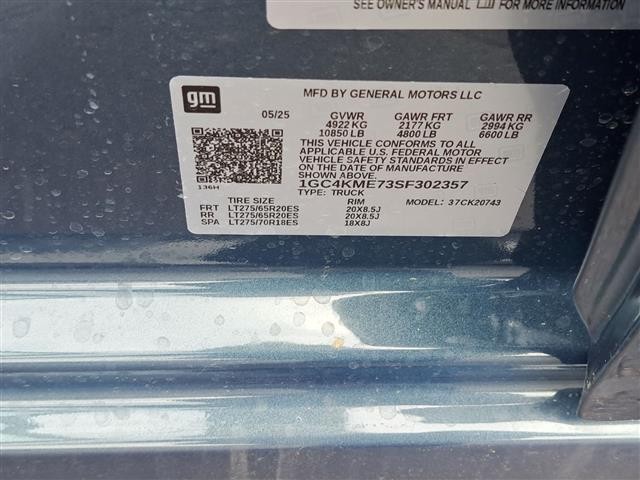 SEE OWNER'S MANUAL FOR MORE INFORMATION
gm
MFD BY GENERAL MOTORS LLC
05/25 GVWR GAWR FRT GAWR RR
4922 KG 2177 KG 2994 KG
10850 LB 4800 LB 6600 LB
THIS VEHICLE CONFORMS TO ALL
APPLICABLE U.S. FEDERAL MOTOR
VEHICLE SAFETY STANDARDS IN EFFECT
ON THE DATE OF MANUFACTURE
SHOWN ABOVE.
136H 1GC4KME73SF302357
TYPE: TRUCK
TIRE SIZE RIM MODEL: 37CK20743
FRT LT275/65R20ES 20X8.5J
RR LT275/65R20ES 20X8.5J
SPA LT275/70R18ES 18X8J